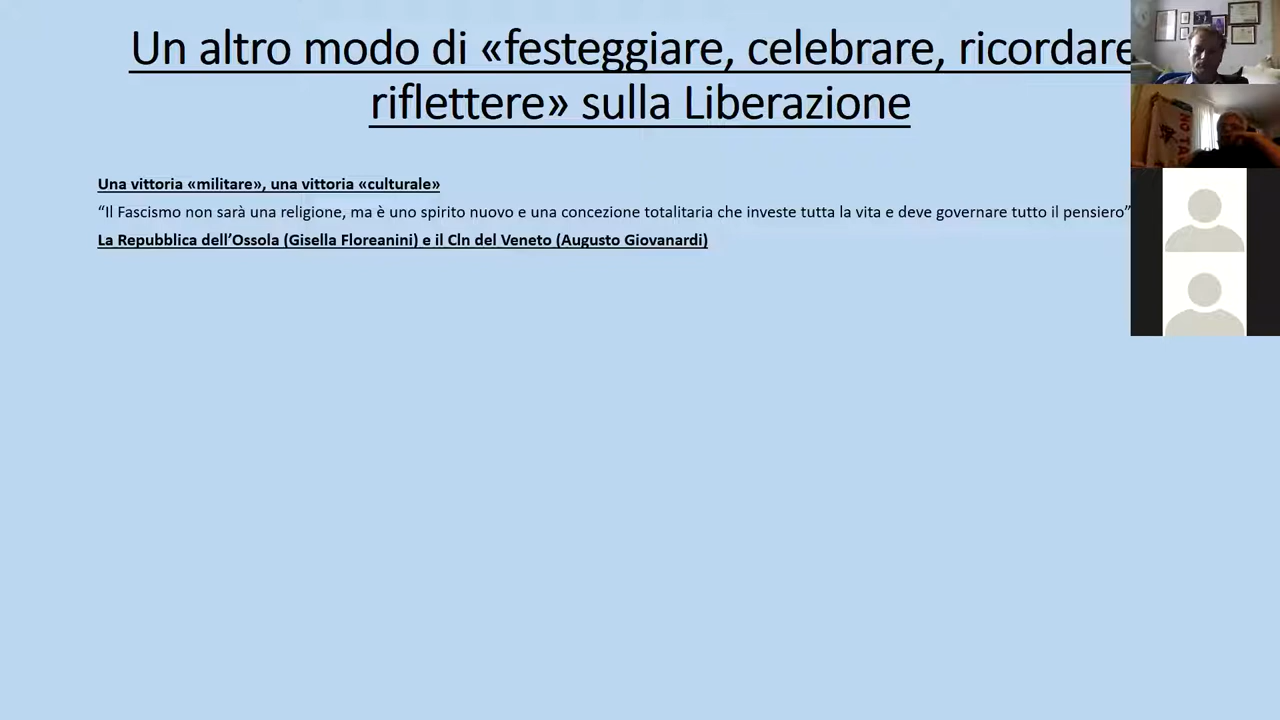 Un altro modo di «festeggiare, celebrare, ricordare
riflettere» sulla Liberazione
Una vittoria «militare», una vittoria «culturale»
“Il Fascismo non sarà una religione, ma è uno spirito nuovo e una concezione totalitaria che investe tutta la vita e deve governare tutto il pensiero”
La Repubblica dell’Ossola (Gisella Floreanini) e il Cln del Veneto (Augusto Giovanardi)
NO TA